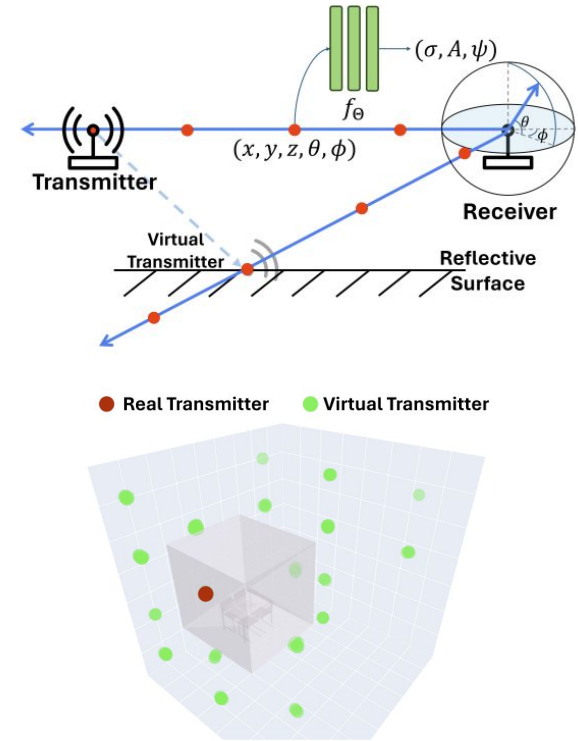 (σ, A, ψ)
f_Θ
θ
ϕ
(x, y, z, θ, ϕ)
Transmitter
Receiver
Virtual
Transmitter
Reflective
Surface
Real Transmitter
Virtual Transmitter